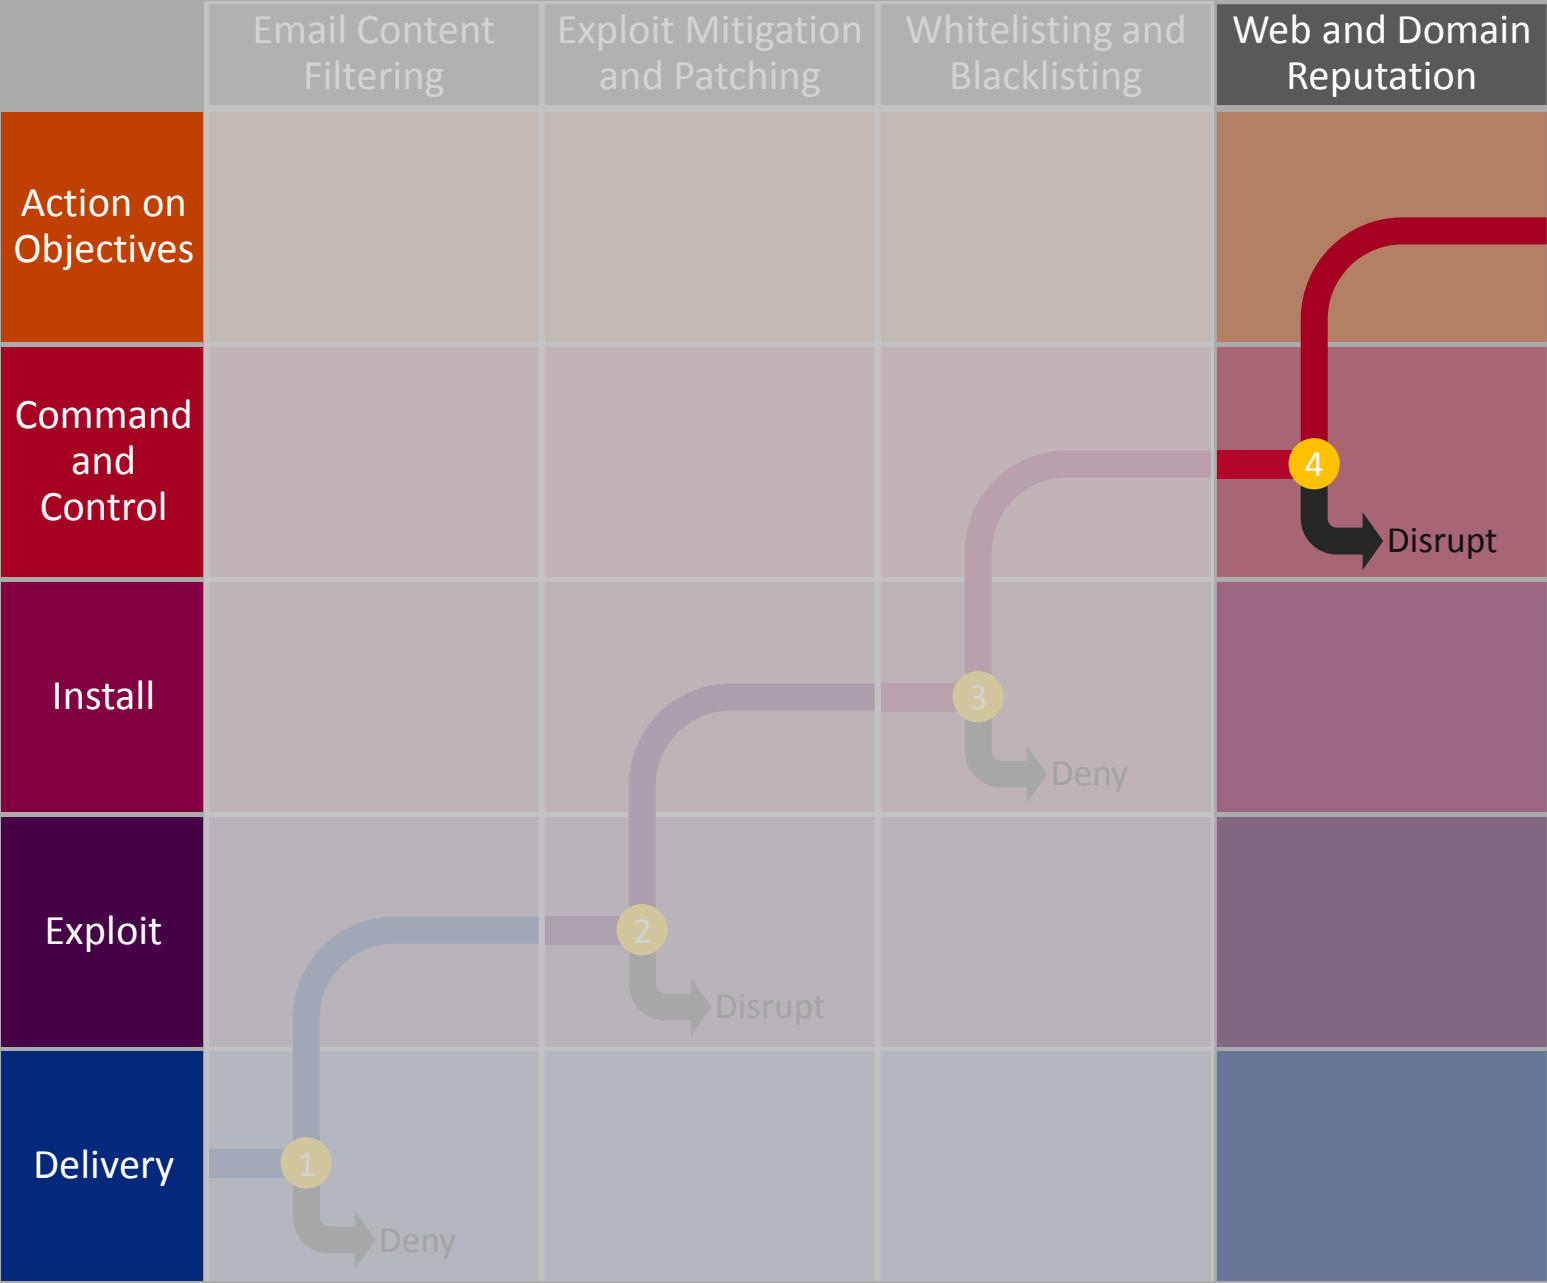 Email Content
Filtering
Exploit Mitigation
and Patching
Whitelisting and
Blacklisting
Web and Domain
Reputation
Action on
Objectives
Command
and
Control
4
Disrupt
Install
3
Deny
Exploit
2
Disrupt
Delivery
1
Deny